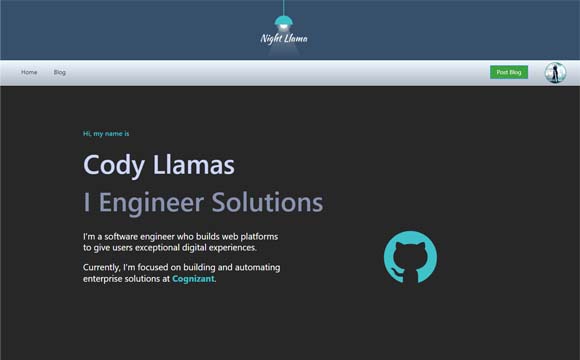 Night Llama
Home Blog Post Blog
Hi, my name is
Cody Llamas
I Engineer Solutions
I'm a software engineer who builds web platforms
to give users exceptional digital experiences.
Currently, I'm focused on building and automating
enterprise solutions at Cognizant.